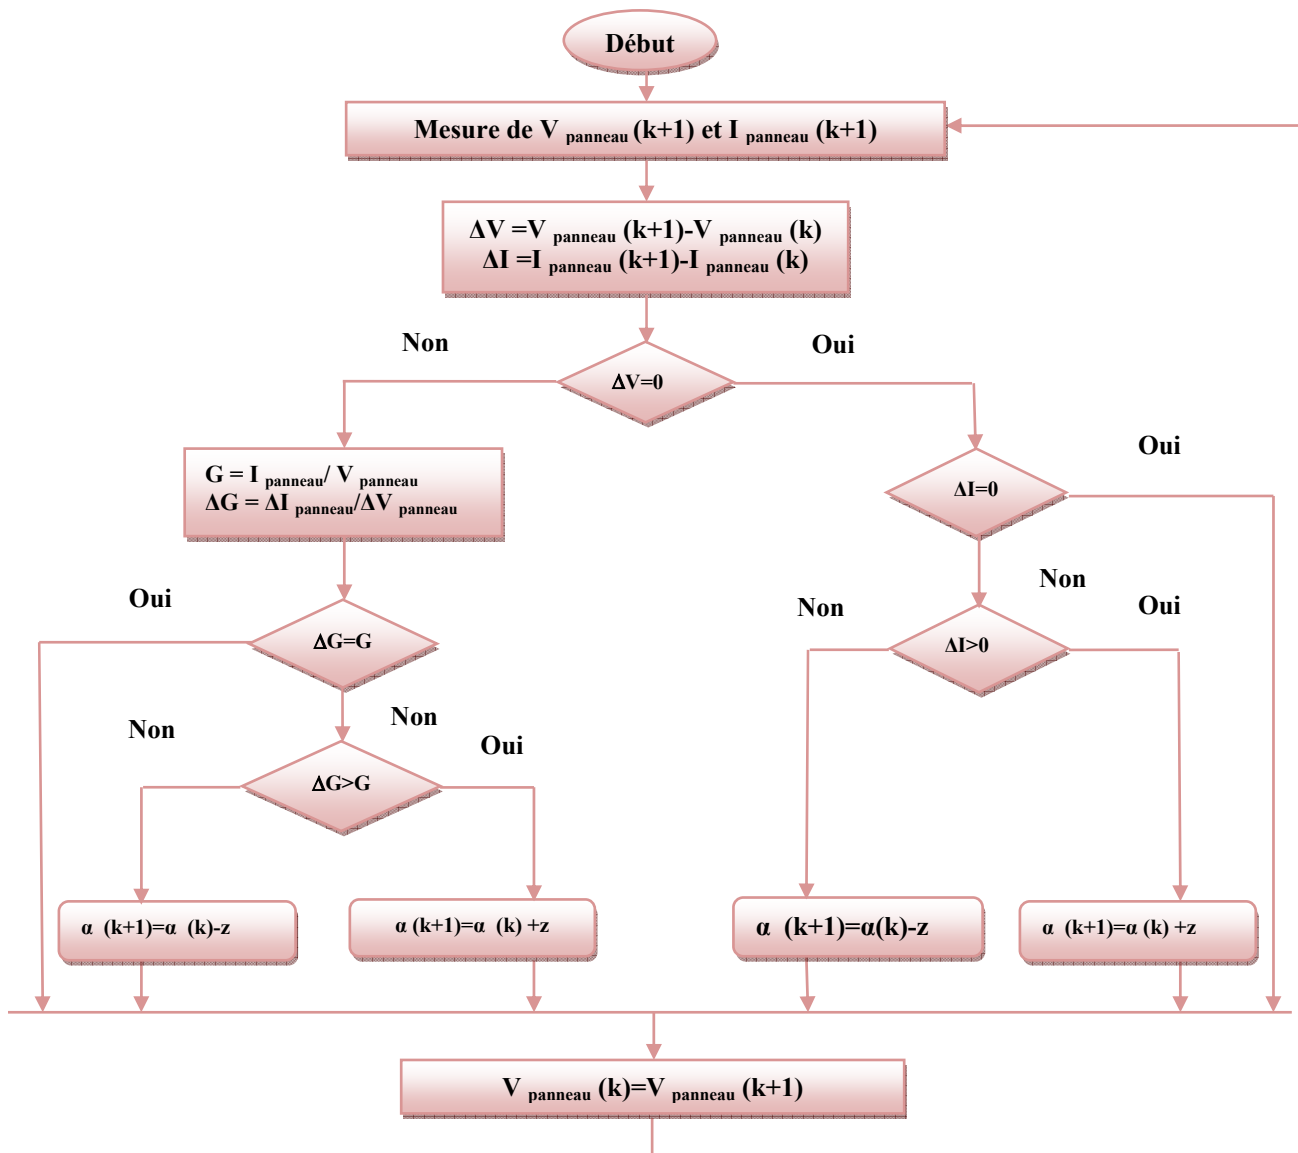 Début
Mesure de V panneau (k+1) et I panneau (k+1)
ΔV =V panneau (k+1)-V panneau (k)
ΔI =I panneau (k+1)-I panneau (k)
Non
Oui
ΔV=0
Oui
G = I panneau/ V panneau
ΔG = ΔI panneau/ΔV panneau
ΔI=0
Oui
Non
Non
Oui
ΔG=G
ΔI>0
Non
Non
Oui
ΔG>G
α (k+1)=α (k)-z
α (k+1)=α (k) +z
α (k+1)=α(k)-z
α (k+1)=α (k) +z
V panneau (k)=V panneau (k+1)